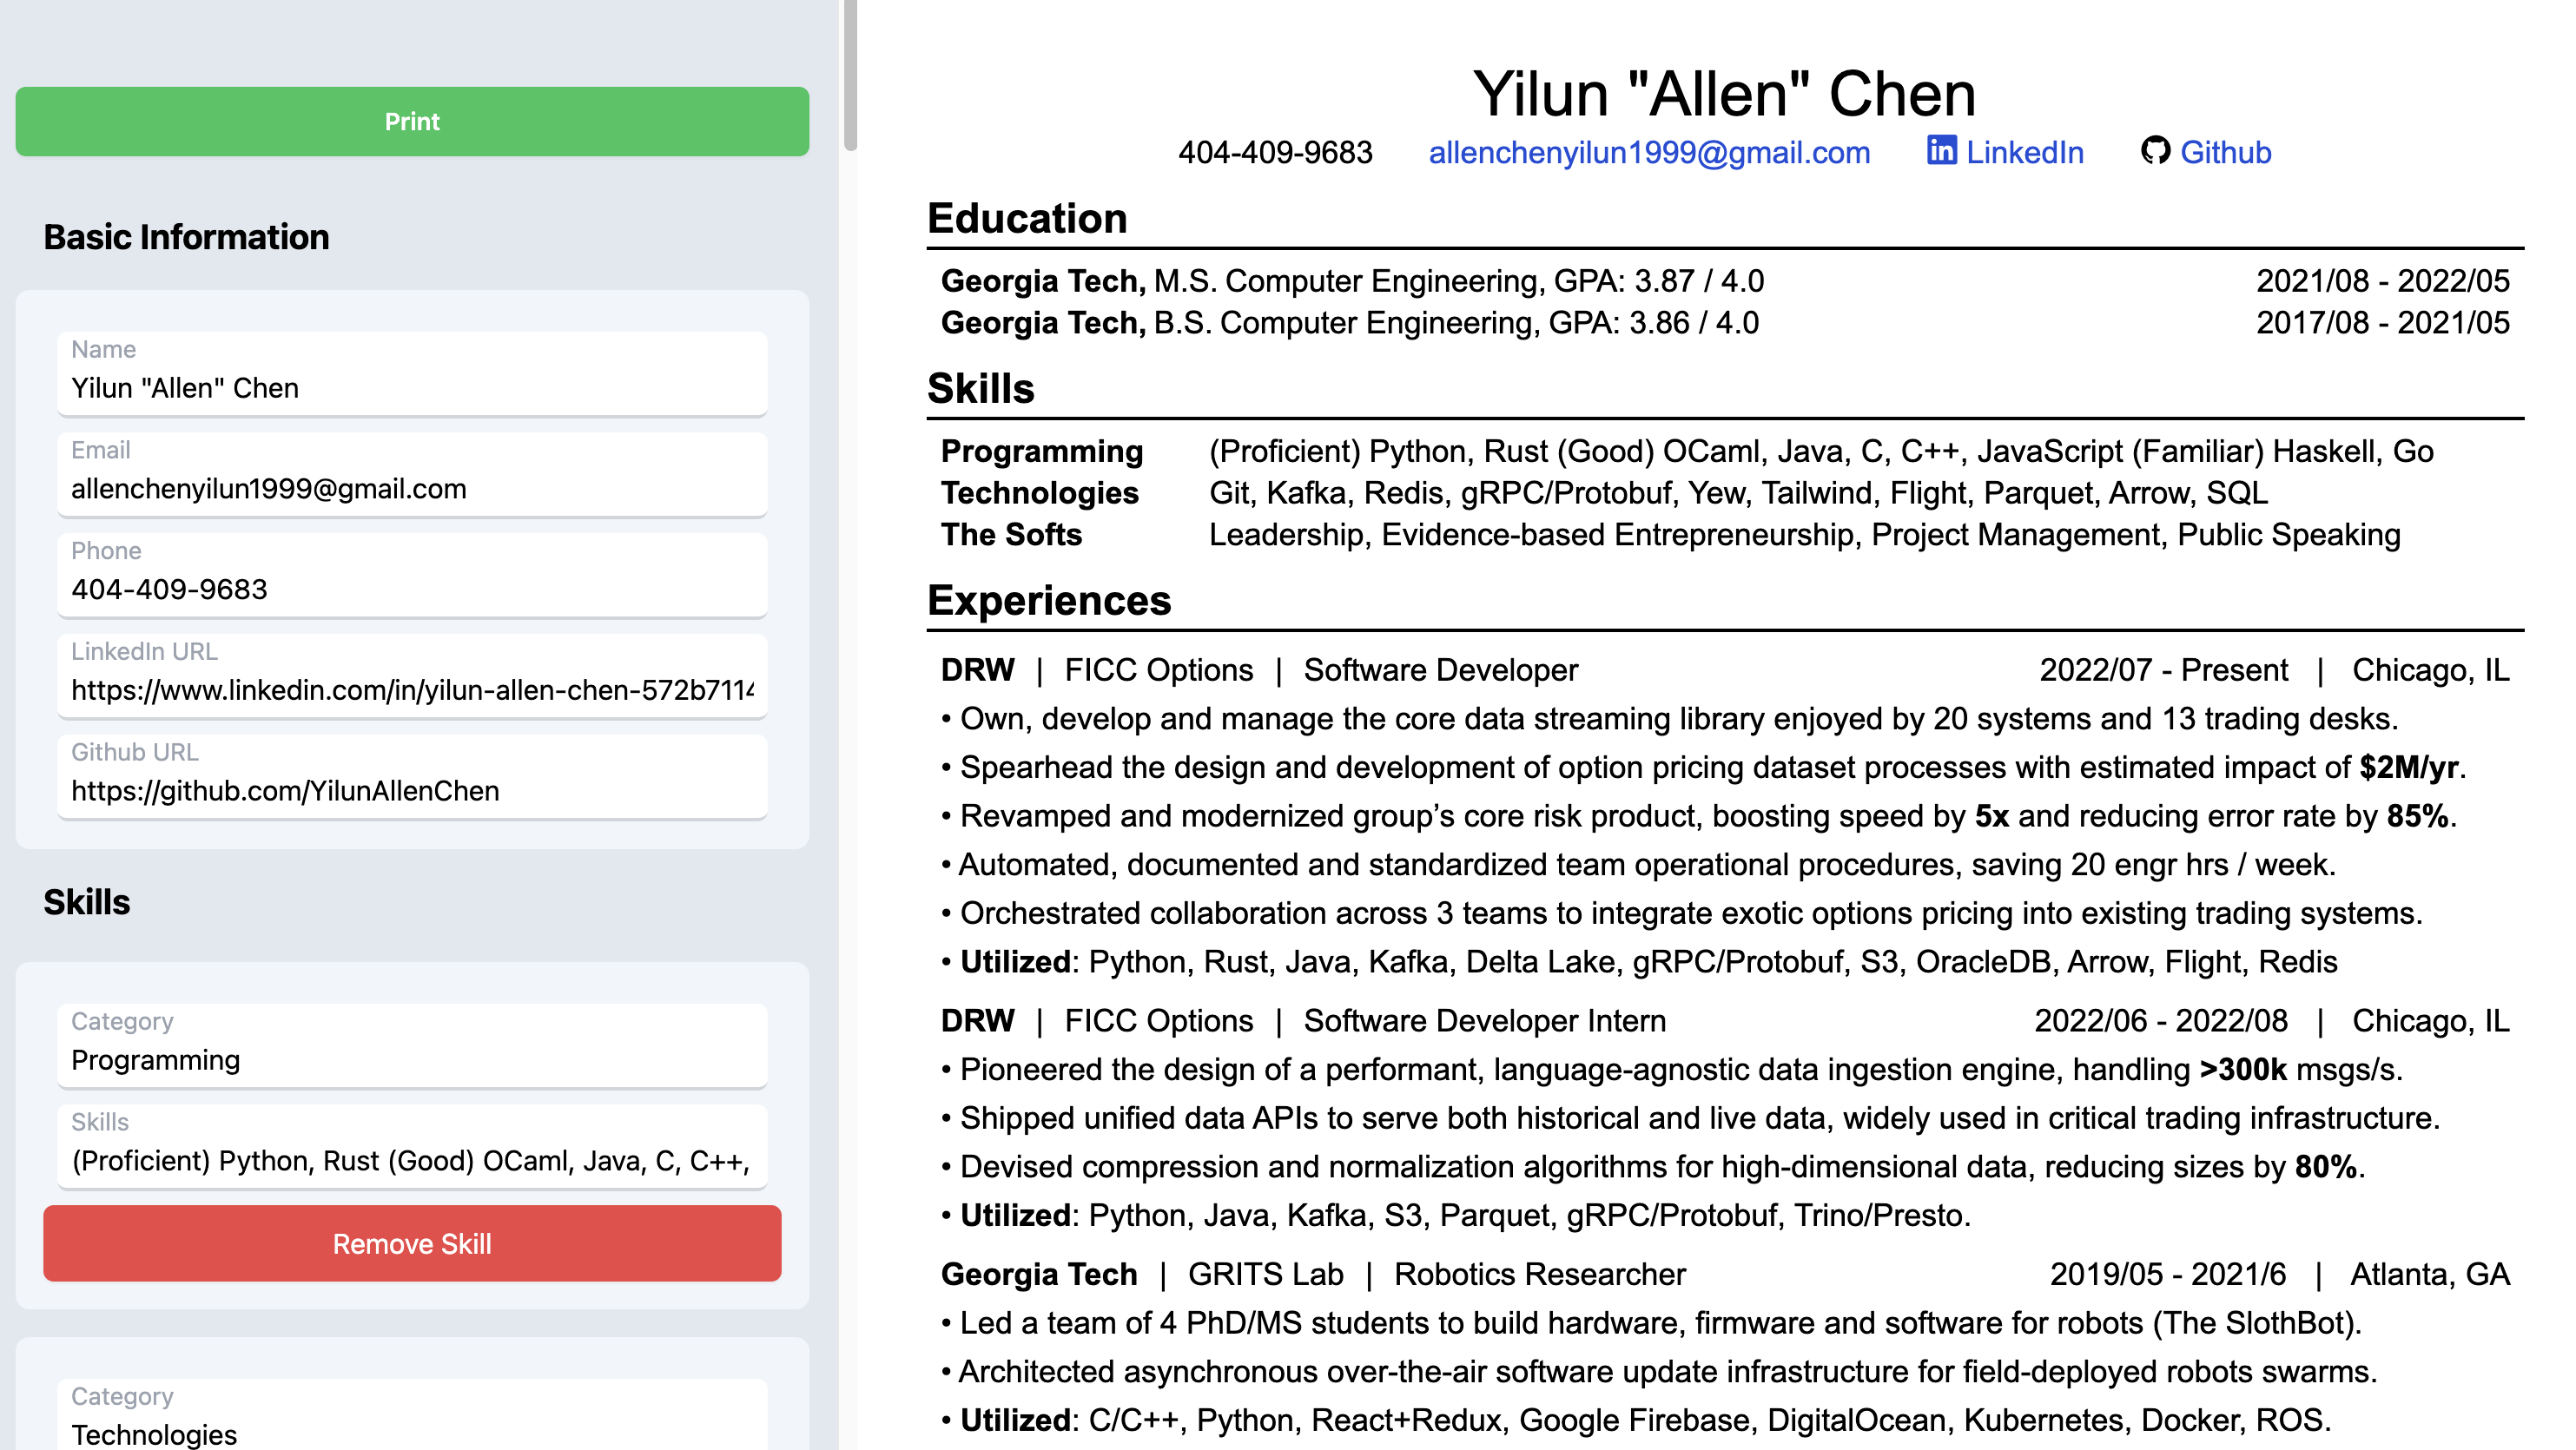 Print
Basic Information
Name
Yilun "Allen" Chen
Email
allenchenyilun1999@gmail.com
Phone
404-409-9683
LinkedIn URL
https://www.linkedin.com/in/yilun-allen-chen-572b7114
Github URL
https://github.com/YilunAllenChen
Skills
Category
Programming
Skills
(Proficient) Python, Rust (Good) OCaml, Java, C, C++,
Remove Skill
Category
Technologies
Yilun "Allen" Chen
404-409-9683 allenchenyilun1999@gmail.com LinkedIn Github
Education
Georgia Tech, M.S. Computer Engineering, GPA: 3.87 / 4.0 2021/08 - 2022/05
Georgia Tech, B.S. Computer Engineering, GPA: 3.86 / 4.0 2017/08 - 2021/05
Skills
Programming (Proficient) Python, Rust (Good) OCaml, Java, C, C++, JavaScript (Familiar) Haskell, Go
Technologies Git, Kafka, Redis, gRPC/Protobuf, Yew, Tailwind, Flight, Parquet, Arrow, SQL
The Softs Leadership, Evidence-based Entrepreneurship, Project Management, Public Speaking
Experiences
DRW | FICC Options | Software Developer 2022/07 - Present | Chicago, IL
• Own, develop and manage the core data streaming library enjoyed by 20 systems and 13 trading desks.
• Spearhead the design and development of option pricing dataset processes with estimated impact of $2M/yr.
• Revamped and modernized group’s core risk product, boosting speed by 5x and reducing error rate by 85%.
• Automated, documented and standardized team operational procedures, saving 20 engr hrs / week.
• Orchestrated collaboration across 3 teams to integrate exotic options pricing into existing trading systems.
• Utilized: Python, Rust, Java, Kafka, Delta Lake, gRPC/Protobuf, S3, OracleDB, Arrow, Flight, Redis
DRW | FICC Options | Software Developer Intern 2022/06 - 2022/08 | Chicago, IL
• Pioneered the design of a performant, language-agnostic data ingestion engine, handling >300k msgs/s.
• Shipped unified data APIs to serve both historical and live data, widely used in critical trading infrastructure.
• Devised compression and normalization algorithms for high-dimensional data, reducing sizes by 80%.
• Utilized: Python, Java, Kafka, S3, Parquet, gRPC/Protobuf, Trino/Presto.
Georgia Tech | GRITS Lab | Robotics Researcher 2019/05 - 2021/6 | Atlanta, GA
• Led a team of 4 PhD/MS students to build hardware, firmware and software for robots (The SlothBot).
• Architected asynchronous over-the-air software update infrastructure for field-deployed robots swarms.
• Utilized: C/C++, Python, React+Redux, Google Firebase, DigitalOcean, Kubernetes, Docker, ROS.